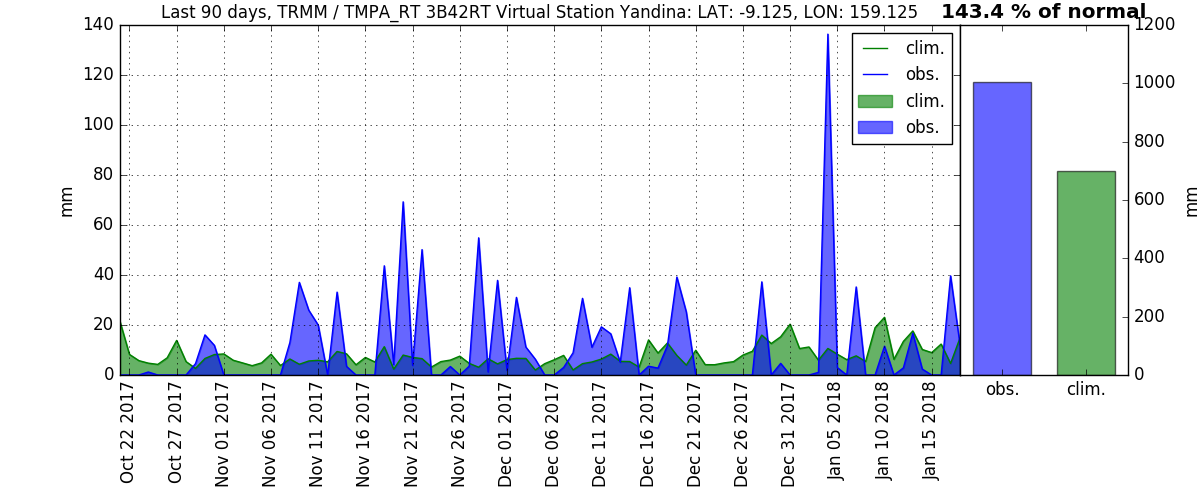 Last 90 days, TRMM / TMPA_RT 3B42RT Virtual Station Yandina: LAT: -9.125, LON: 159.125
143.4 % of normal
140
120
100
80
60
40
20
0
mm
clim.
obs.
clim.
obs.
1200
1000
800
600
400
200
0
mm
obs.
clim.
Oct 22 2017
Oct 27 2017
Nov 01 2017
Nov 06 2017
Nov 11 2017
Nov 16 2017
Nov 21 2017
Nov 26 2017
Dec 01 2017
Dec 06 2017
Dec 11 2017
Dec 16 2017
Dec 21 2017
Dec 26 2017
Dec 31 2017
Jan 05 2018
Jan 10 2018
Jan 15 2018